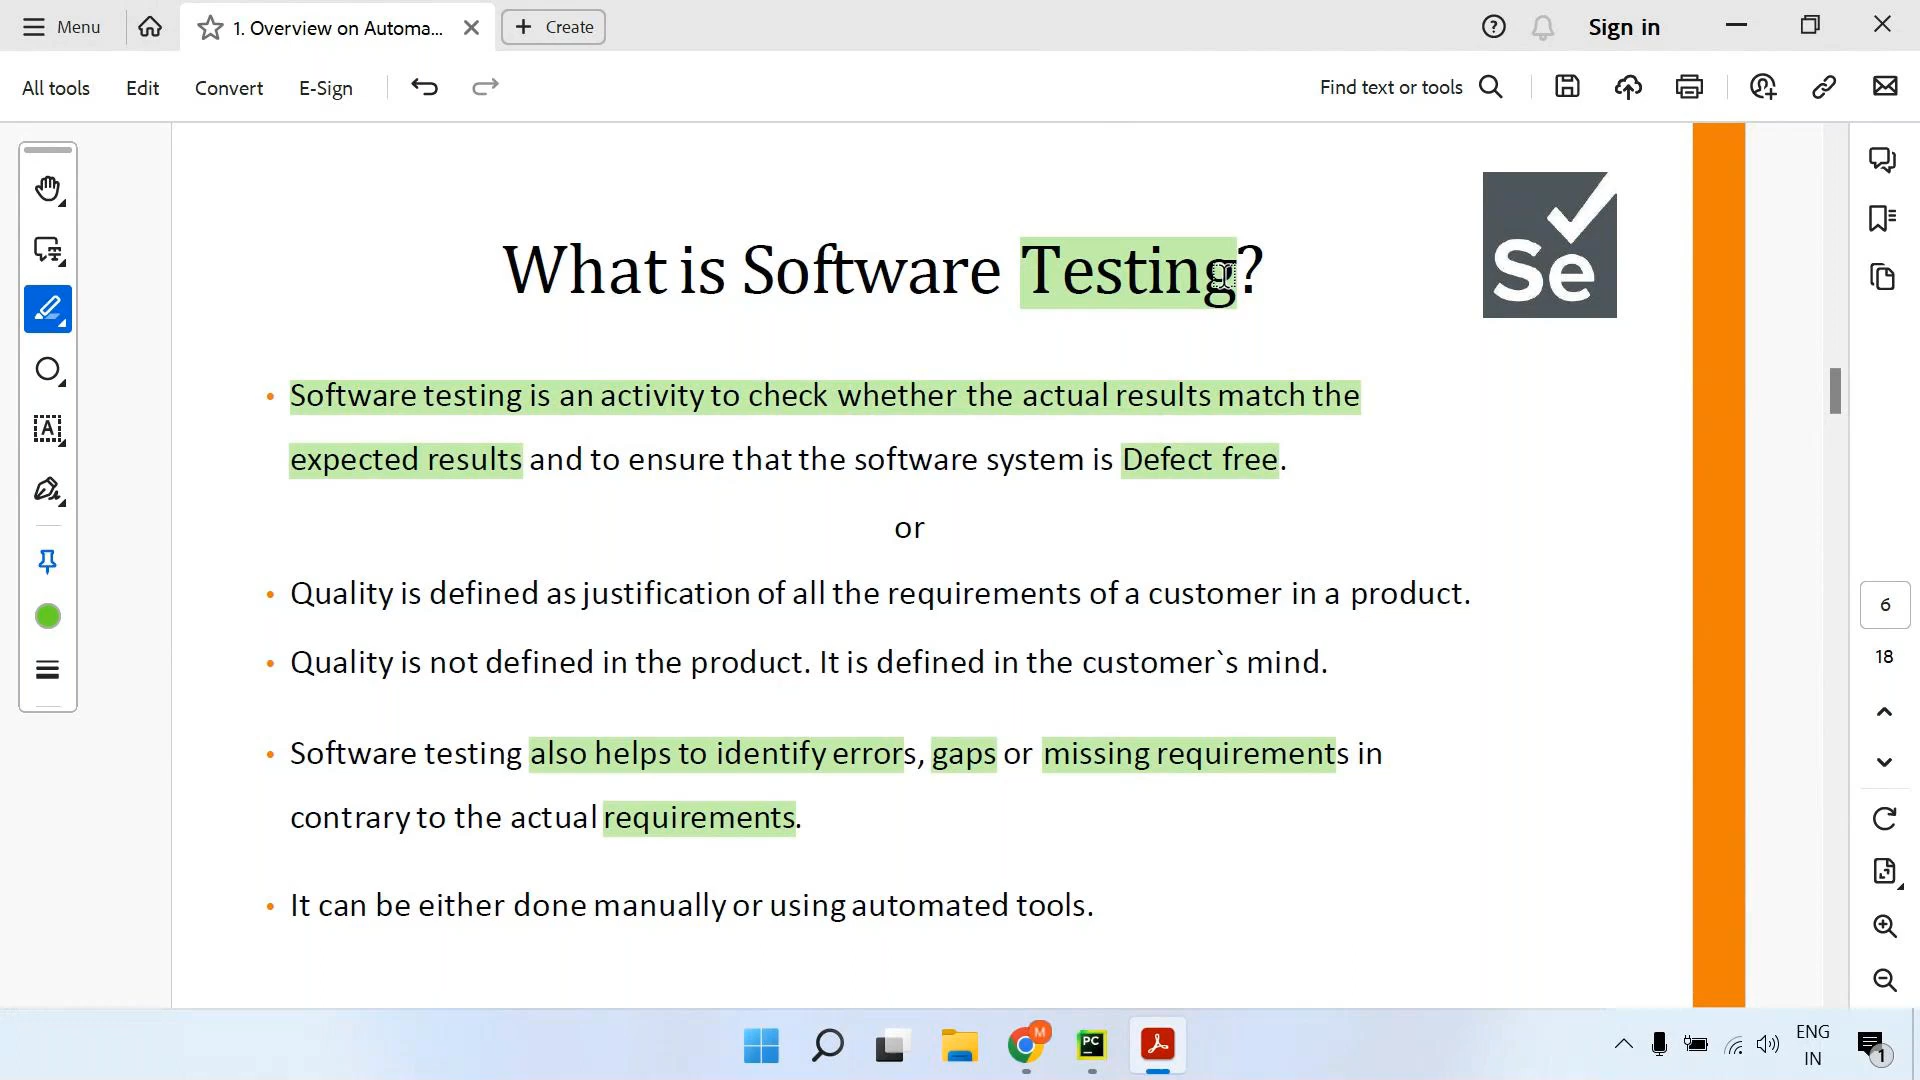 Menu
1. Overview on Automa...
Create
Sign in
All tools
Edit
Convert
E-Sign
Find text or tools
What is Software Testing?
Se
• Software testing is an activity to check whether the actual results match the
expected results and to ensure that the software system is Defect free.
or
• Quality is defined as justification of all the requirements of a customer in a product.
• Quality is not defined in the product. It is defined in the customer`s mind.
• Software testing also helps to identify errors, gaps or missing requirements in
contrary to the actual requirements.
• It can be either done manually or using automated tools.
6
18
M
PC
ENG
IN
1